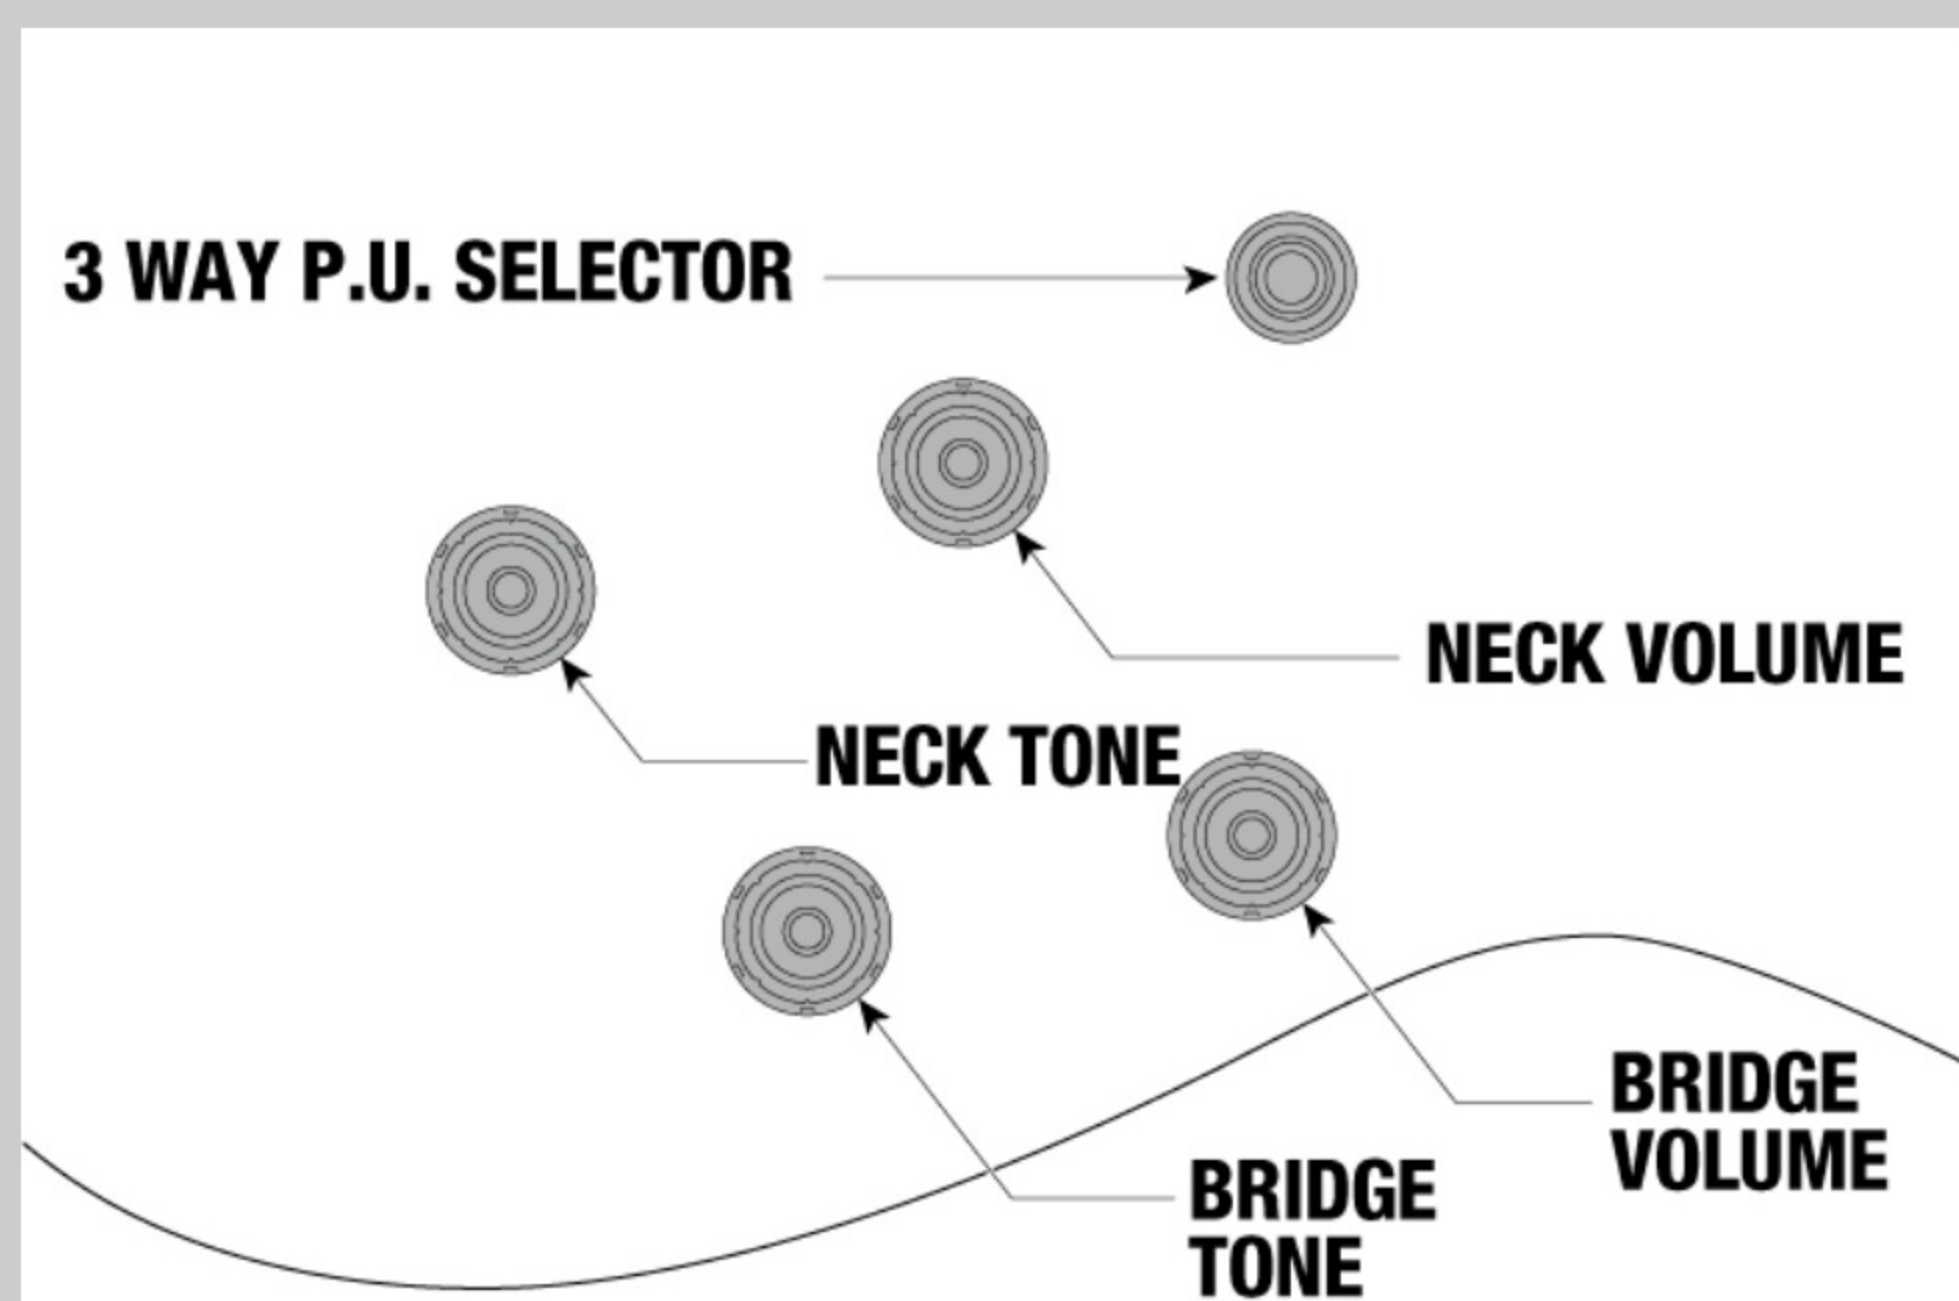 3 WAY P.U. SELECTOR
NECK VOLUME
NECK TONE
BRIDGE
VOLUME
BRIDGE
TONE